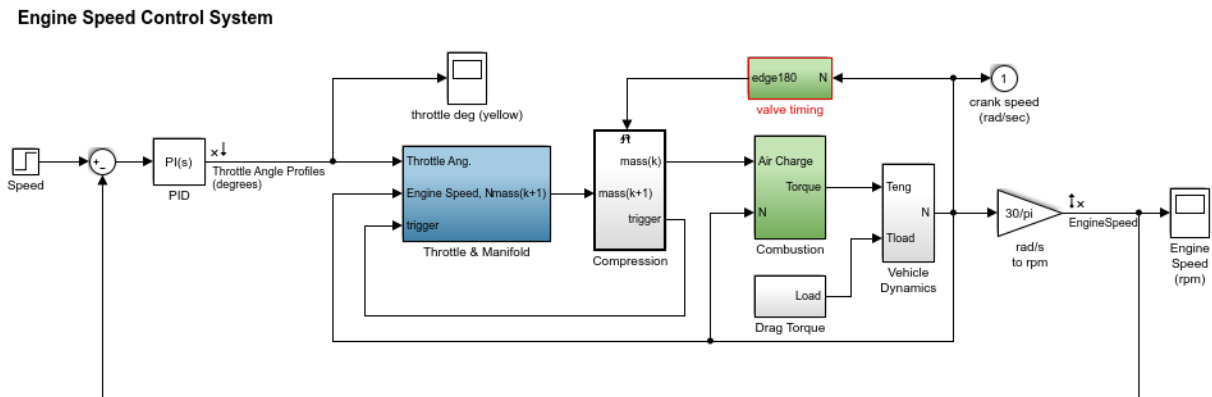 Engine Speed Control System
throttle deg (yellow)
edge180 N
valve timing
1
crank speed
(rad/sec)
Speed
+
−
PI(s)
PID
Throttle Angle Profiles
(degrees)
Throttle Ang.
Engine Speed, N
mass(k+1)
trigger
Throttle & Manifold
mass(k)
mass(k+1)
trigger
Compression
Air Charge
Torque
N
Combustion
Load
Drag Torque
Teng
N
Tload
Vehicle
Dynamics
30/pi
rad/s
to rpm
EngineSpeed
Engine
Speed
(rpm)